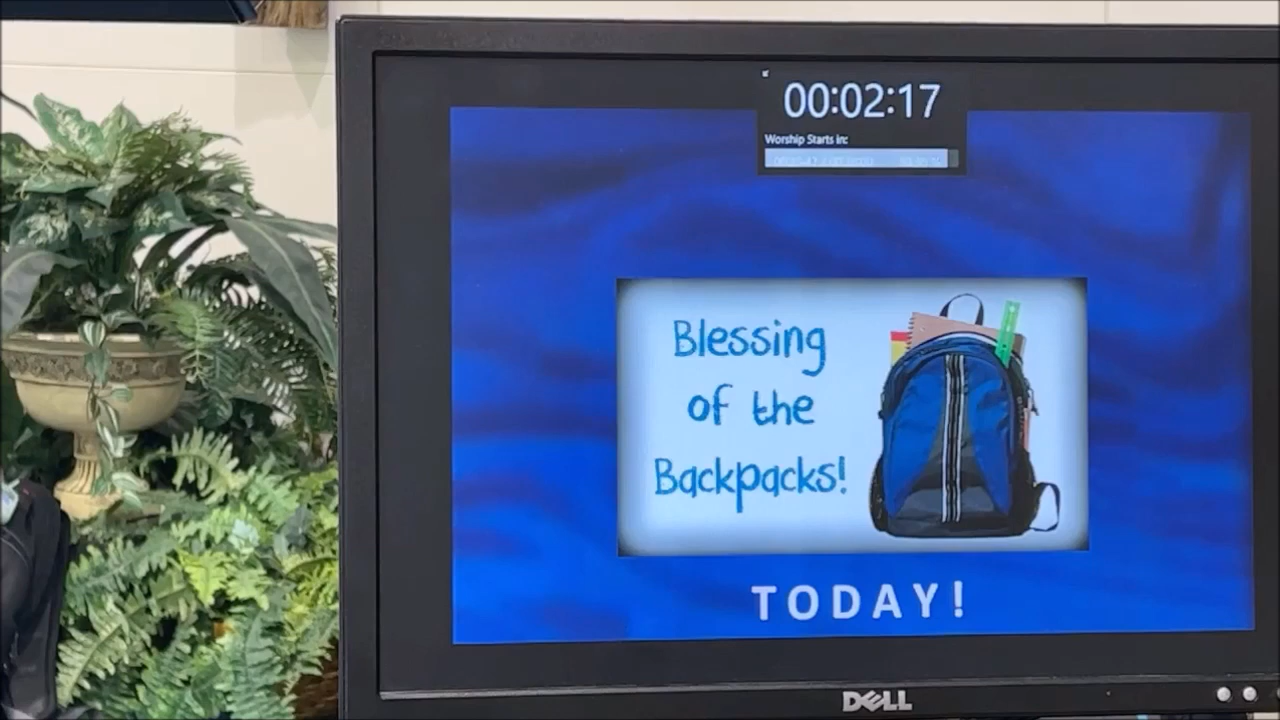 00:02:17
Worship Starts in:
Blessing
of the
Backpacks!
TODAY!
DELL